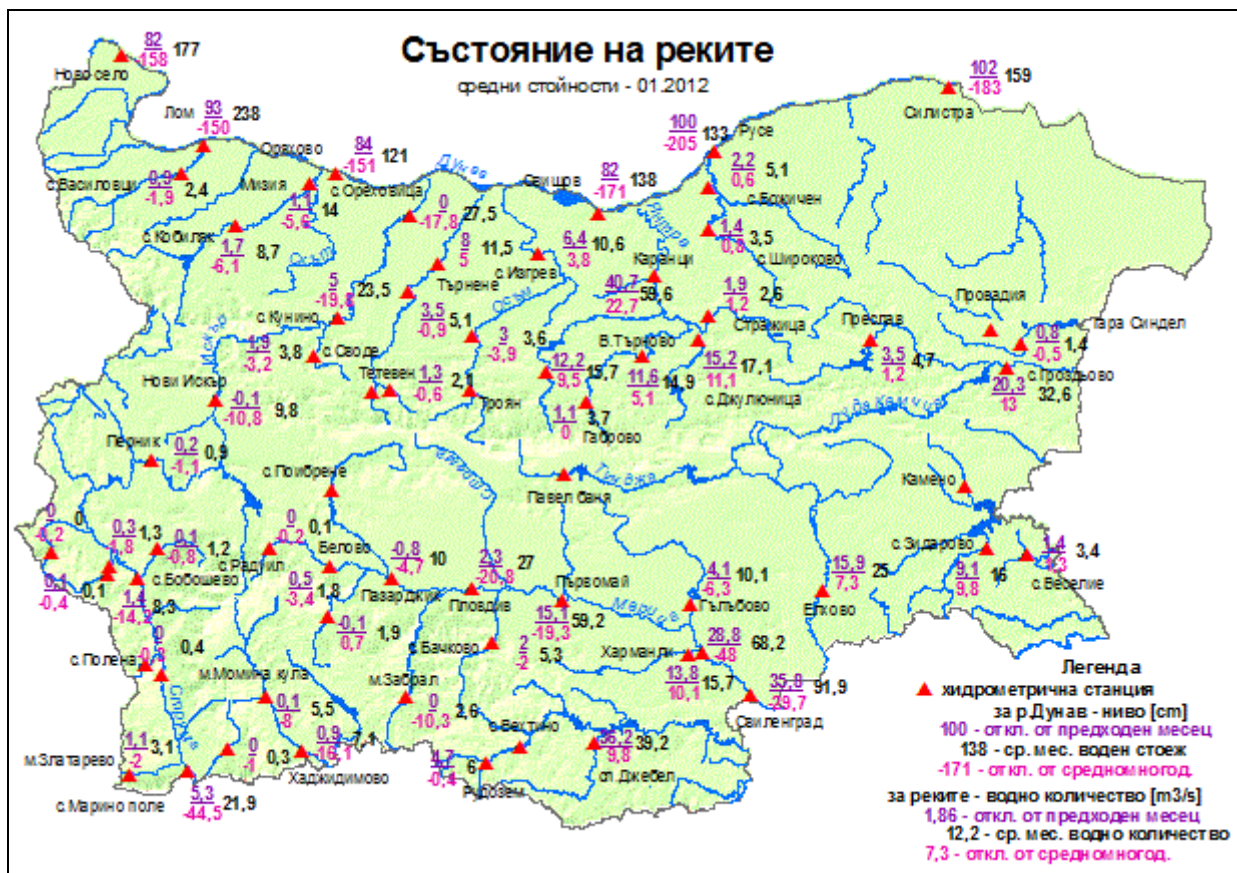 Състояние на реките
средни стойности - 01.2012
82
-158
177
Ново село
102
-183
159
Силистра
Лом
93
-150
238
Оряхово
84
-151
121
Дунав
Свищов
82
-171
138
100
-205
133
Русе
2,2
0,6
5,1
с.Божичен
с.Василовци
0,9
-1,9
2,4
Мизия
1,1
-5,6
14
с.Ореховица
0
-17,8
27,5
Янтра
1,4
0,8
3,5
с.Широково
с.Кобиляк
1,7
-6,1
8,7
Скът
8
5
11,5
Търнене
с.Изгрев
6,4
3,8
10,6
Каранци
40,7
22,7
59,6
1,9
1,2
2,6
Стражица
5
-19,8
23,5
с.Кунино
3,5
-0,9
5,1
Осъм
3
-3,9
3,6
Провадия
гара Синдел
0,8
-0,5
1,4
Преслав
3,5
1,2
4,7
Искър
1,9
-3,2
3,8
с.Своде
В.Търново
11,6
5,1
14,9
15,2
11,1
17,1
с.Джулюница
12,2
9,5
15,7
с.Гроздьово
20,3
13
32,6
Нови Искър
-0,1
-10,8
9,8
Тетевен
1,3
-0,6
2,1
Троян
1,1
0
3,7
Габрово
Луда Камчия
Перник
0,2
-1,1
0,9
с.Поибрене
Стряма
Павел баня
Тунджа
Камено
0
-0,2
0
0,3
1,3
0,1
-0,8
1,2
0
-0,2
0,1
с.Радуил
Белово
-0,8
-4,7
10
2,3
-20,8
27
Пловдив
Първомай
15,1
-19,3
59,2
Марица
4,1
-6,3
10,1
Гълъбово
15,9
7,3
25
Елхово
с.Зидарово
9,1
9,8
16
1,4
3,4
с.Веселие
0,1
-0,4
0,1
с.Бобошево
1,4
8,3
0,5
-3,4
1,8
Пазарджик
-0,1
0,7
1,9
с.Бачково
2
-2
5,3
Харманли
28,8
-48
68,2
13,8
10,1
15,7
35,8
-29,7
91,9
Свиленград
с.Полена
0
0,4
Струма
м.Момина кула
0,1
-8
5,5
м.Забрал
0
-10,3
2,6
с.Вехтино
9,8
39,2
сп.Джебел
м.Златарево
1,1
-2
3,1
0
-1
0,3
0,9
7,1
Хаджидимово
4,7
-0,4
6
Рудозем
с.Марино поле
5,3
-44,5
21,9
Легенда
хидрометрична станция
за р.Дунав - ниво [cm]
100 - откл. от предходен месец
138 - ср. мес. воден стоеж
-171 - откл. от средномногод.
за реките - водно количество [m3/s]
1,86 - откл. от предходен месец
12,2 - ср. мес. водно количество
7,3 - откл. от средномногод.